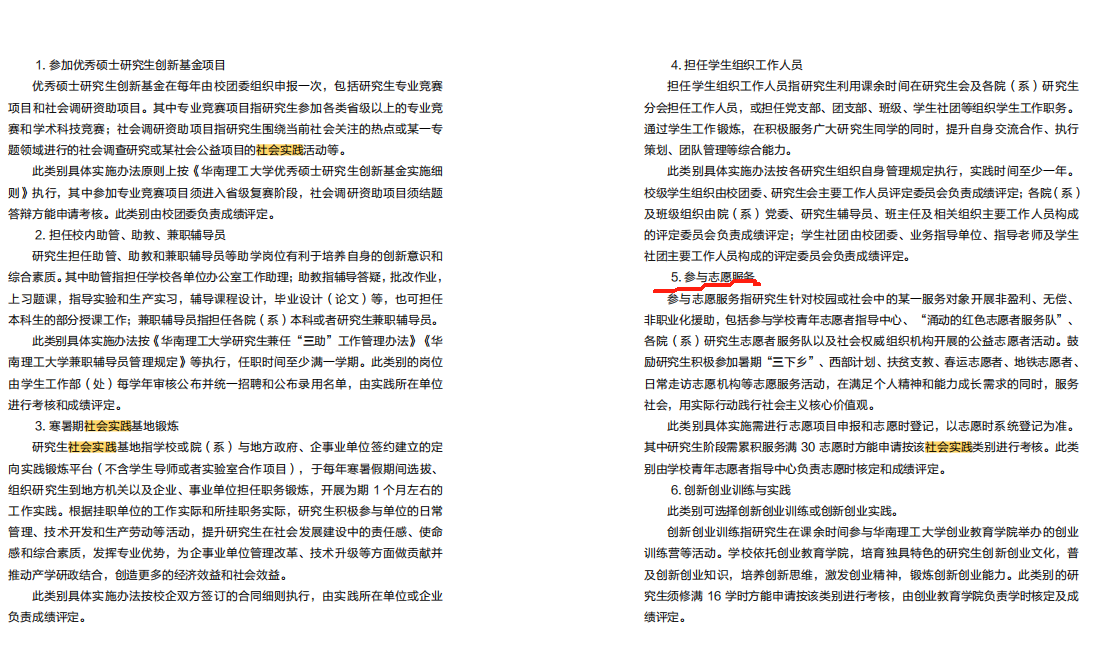 1. 参加优秀硕士研究生创新基金项目
优秀硕士研究生创新基金在每年由校团委组织申报一次，包括研究生专业竞赛
项目和社会调研资助项目。其中专业竞赛项目指研究生参加各类省级以上的专业竞
赛和学术科技竞赛；社会调研资助项目指研究生围绕当前社会关注的热点或某一专
题领域进行的社会调查研究或某社会公益项目的社会实践活动等。
此类别具体实施办法原则上按《华南理工大学优秀硕士研究生创新基金实施细
则》执行，其中参加专业竞赛项目须进入省级复赛阶段，社会调研资助项目须结题
答辩方能申请考核。此类别由校团委负责成绩评定。
2. 担任校内助管、助教、兼职辅导员
研究生担任助管、助教和兼职辅导员等助学岗位有利于培养自身的创新意识和
综合素质。其中助管指担任学校各单位办公室工作助理；助教指辅导答疑，批改作业，
上习题课，指导实验和生产实习，辅导课程设计，毕业设计（论文）等，也可担任
本科生的部分授课工作；兼职辅导员指担任各院（系）本科或者研究生兼职辅导员。
此类别具体实施办法按《华南理工大学研究生兼任“三助”工作管理办法》《华
南理工大学兼职辅导员管理规定》等执行，任职时间至少满一学期。此类别的岗位
由学生工作部（处）每学年审核公布并统一招聘和公布录用名单，由实践所在单位
进行考核和成绩评定。
3. 寒暑期社会实践基地锻炼
研究生社会实践基地指学校或院（系）与地方政府、企事业单位签约建立的定
向实践锻炼平台（不含学生导师或者实验室合作项目），于每年寒暑假期间选拔、
组织研究生到地方机关以及企业、事业单位担任职务锻炼，开展为期 1 个月左右的
工作实践。根据挂职单位的工作实际和所挂职务实际，研究生积极参与单位的日常
管理、技术开发和生产劳动等活动，提升研究生在社会发展建设中的责任感、使命
感和综合素质，发挥专业优势，为企事业单位管理改革、技术升级等方面做贡献并
推动产学研政结合，创造更多的经济效益和社会效益。
此类别具体实施办法按校企双方签订的合同细则执行，由实践所在单位或企业
负责成绩评定。
4. 担任学生组织工作人员
担任学生组织工作人员指研究生利用课余时间在研究生会及各院（系）研究生
分会担任工作人员，或担任党支部、团支部、班级、学生社团等组织学生工作职务。
通过学生工作锻炼，在积极服务广大研究生同学的同时，提升自身交流合作、执行
策划、团队管理等综合能力。
此类别具体实施办法按各研究生组织自身管理规定执行，实践时间至少一年。
校级学生组织由校团委、研究生会主要工作人员评定委员会负责成绩评定；各院（系）
及班级组织由院（系）党委、研究生辅导员、班主任及相关组织主要工作人员构成
的评定委员会负责成绩评定；学生社团由校团委、业务指导单位、指导老师及学生
社团主要工作人员构成的评定委员会负责成绩评定。
5. 参与志愿服务
参与志愿服务指研究生针对校园或社会中的某一服务对象开展非盈利、无偿、
非职业化援助，包括参与学校青年志愿者指导中心、“涌动的红色志愿者服务队”、
各院（系）研究生志愿者服务队以及社会权威组织机构开展的公益志愿者活动。鼓
励研究生积极参加暑期“三下乡”、西部计划、扶贫支教、春运志愿者、地铁志愿者、
日常走访志愿机构等志愿服务活动，在满足个人精神和能力成长需求的同时，服务
社会，用实际行动践行社会主义核心价值观。
此类别具体实施需进行志愿项目申报和志愿时登记，以志愿时系统登记为准。
其中研究生阶段需累积服务满 30 志愿时方能申请按该社会实践类别进行考核。此类
别由学校青年志愿者指导中心负责志愿时核定和成绩评定。
6. 创新创业训练与实践
此类别可选择创新创业训练或创新创业实践。
创新创业训练指研究生在课余时间参与华南理工大学创业教育学院举办的创业
训练营等活动。学校依托创业教育学院，培育独具特色的研究生创新创业文化，普
及创新创业知识，培养创新思维，激发创业精神，锻炼创新创业能力。此类别的研
究生须修满 16 学时方能申请按该类别进行考核，由创业教育学院负责学时核定及成
绩评定。